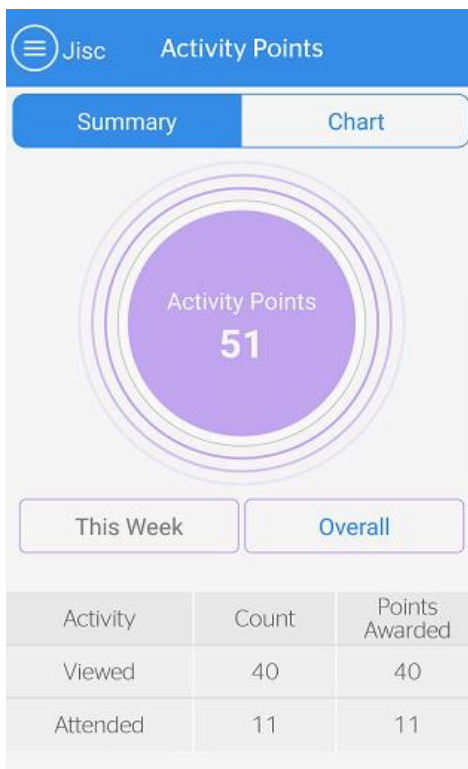 Jisc Activity Points
Summary Chart
Activity Points
51
This Week Overall
Activity Count Points Awarded
Viewed 40 40
Attended 11 11